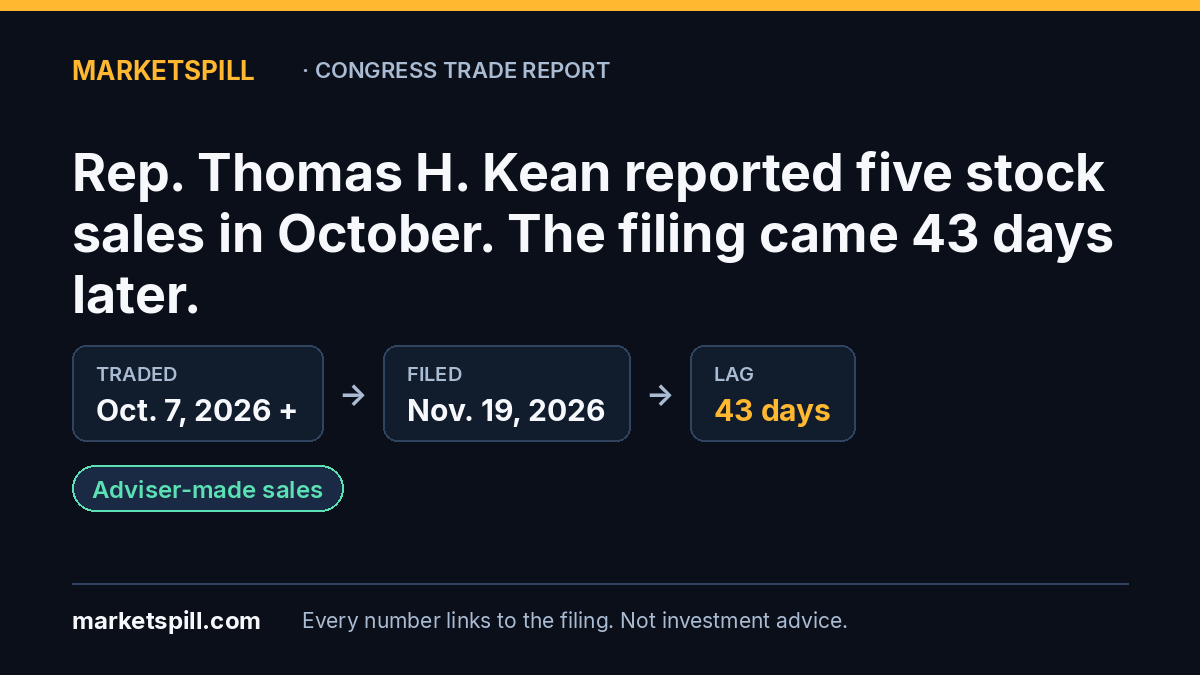 MARKETSPILL · CONGRESS TRADE REPORT
Rep. Thomas H. Kean reported five stock
sales in October. The filing came 43 days
later.
TRADED
Oct. 7, 2026 +
→
FILED
Nov. 19, 2026
→
LAG
43 days
Adviser-made sales
marketspill.com Every number links to the filing. Not investment advice.